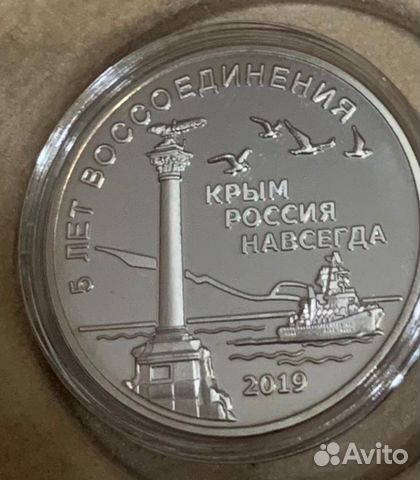 5 ЛЕТ ВОССОЕДИНЕНИЯ
КРЫМ
РОССИЯ
НАВСЕГДА
2019
Avito